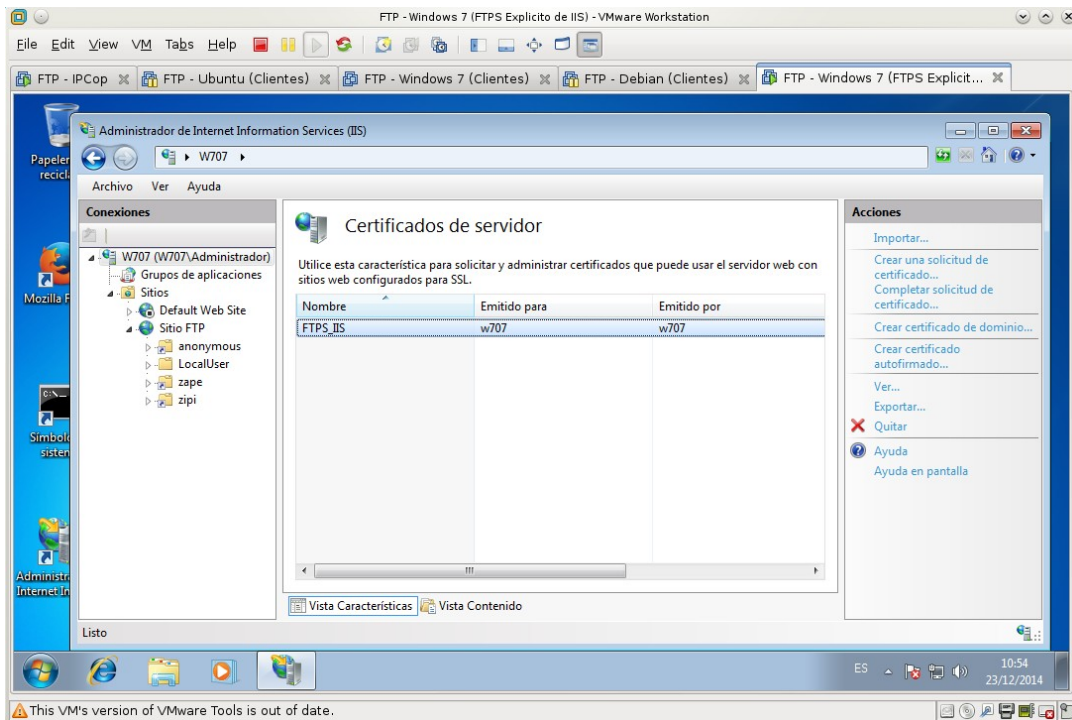 FTP - Windows 7 (FTPS Explicito de IIS) - VMware Workstation
File Edit View VM Tabs Help
FTP - IPCop
FTP - Ubuntu (Clientes)
FTP - Windows 7 (Clientes)
FTP - Debian (Clientes)
FTP - Windows 7 (FTPS Explicit...
Papeler
recicl
Mozilla F
C:\_
Símbolo
sisten
Administra
Internet In
Administrador de Internet Information Services (IIS)
W707
Archivo Ver Ayuda
Conexiones
W707 (W707\Administrador)
Grupos de aplicaciones
Sitios
Default Web Site
Sitio FTP
anonymous
LocalUser
zape
zipi
Certificados de servidor
Utilice esta característica para solicitar y administrar certificados que puede usar el servidor web con
sitios web configurados para SSL.
Nombre Emitido para Emitido por
FTPS_IIS w707 w707
Vista Características Vista Contenido
Acciones
Importar...
Crear una solicitud de
certificado...
Completar solicitud de
certificado...
Crear certificado de dominio...
Crear certificado
autofirmado...
Ver...
Exportar...
Quitar
Ayuda
Ayuda en pantalla
Listo
ES
10:54
23/12/2014
This VM's version of VMware Tools is out of date.